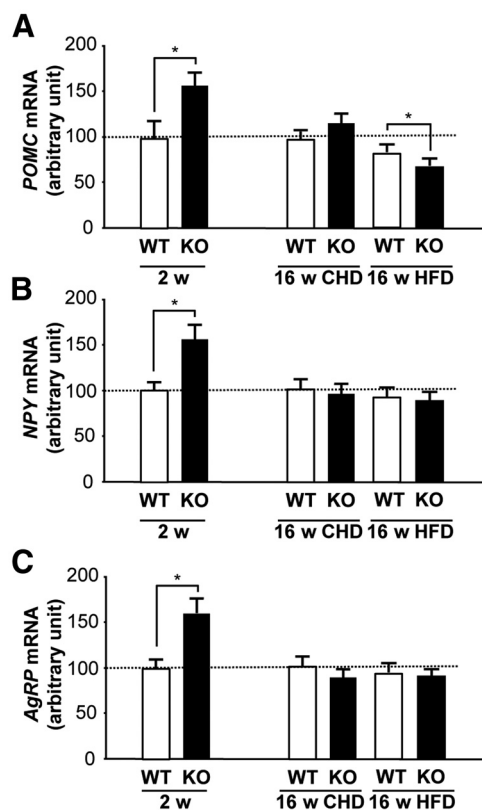 A
POMC mRNA
(arbitrary unit)
200
150
100
50
0
*
*
WT KO WT KO WT KO
2 w 16 w CHD 16 w HFD
B
NPY mRNA
(arbitrary unit)
200
150
100
50
0
*
WT KO WT KO WT KO
2 w 16 w CHD 16 w HFD
C
AgRP mRNA
(arbitrary unit)
200
150
100
50
0
*
WT KO WT KO WT KO
2 w 16 w CHD 16 w HFD